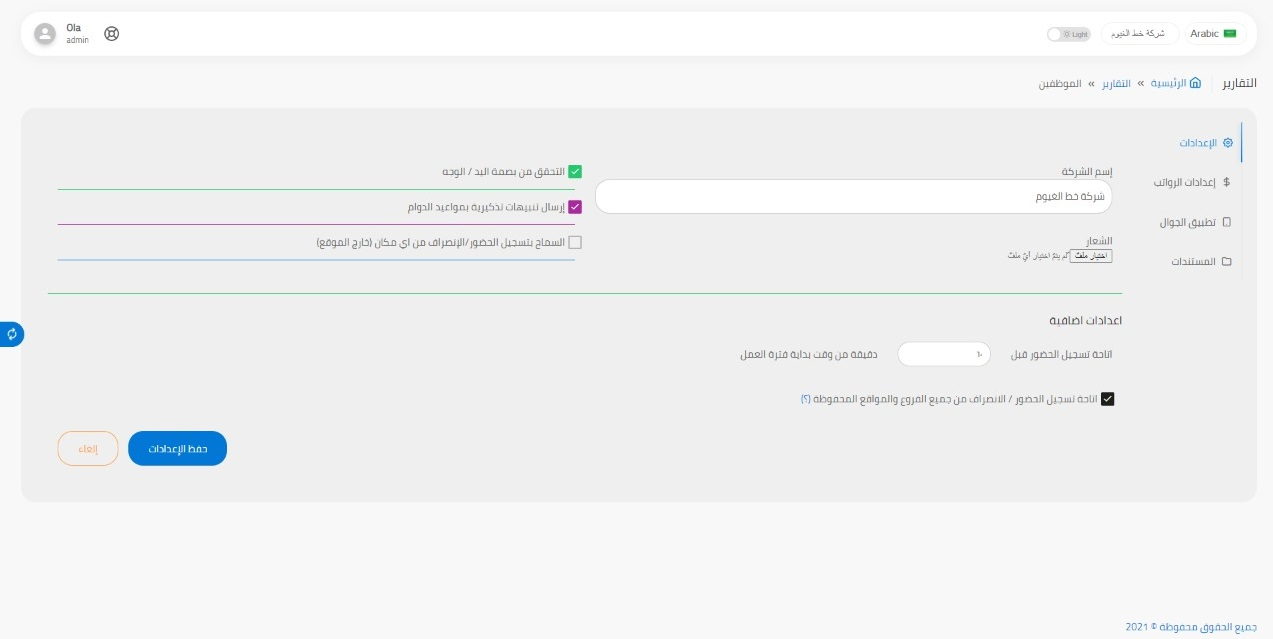 Arabic
شركة خط الغيوم
Light
Ola
admin
التقارير
الرئيسية » التقارير » الموظفين
الإعدادات
إعدادات الرواتب
تطبيق الجوال
المستندات
إسم الشركة
شركة خط الغيوم
الشعار
اختيار ملف لم يتم اختيار أيّ ملف
التحقق من بصمة اليد / الوجه
إرسال تنبيهات تذكيرية بمواعيد الدوام
السماح بتسجيل الحضور/الإنصراف من اي مكان (خارج الموقع)
اعدادات اضافية
اتاحة تسجيل الحضور قبل
دقيقة من وقت بداية فترة العمل
اتاحة تسجيل الحضور / الانصراف من جميع الفروع والمواقع المحفوظة (؟)
حفظ الإعدادات
إلغاء
جميع الحقوق محفوظة © 2021